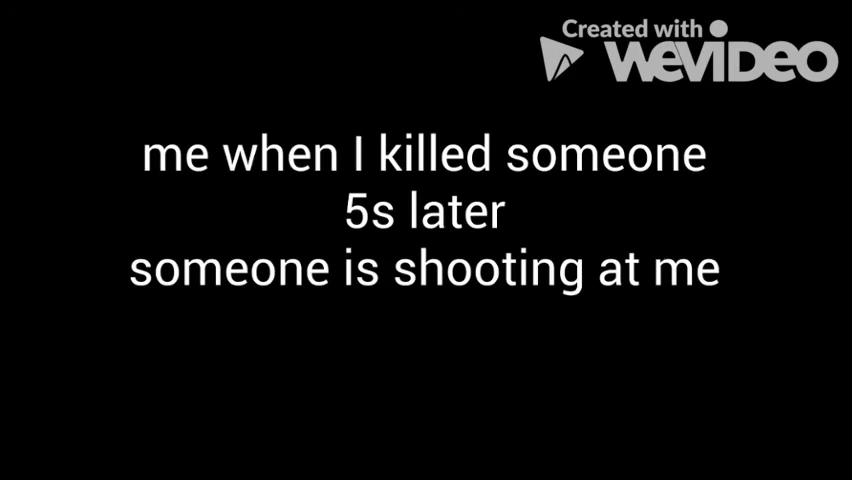 Created with
WeVideo
me when I killed someone
5s later
someone is shooting at me